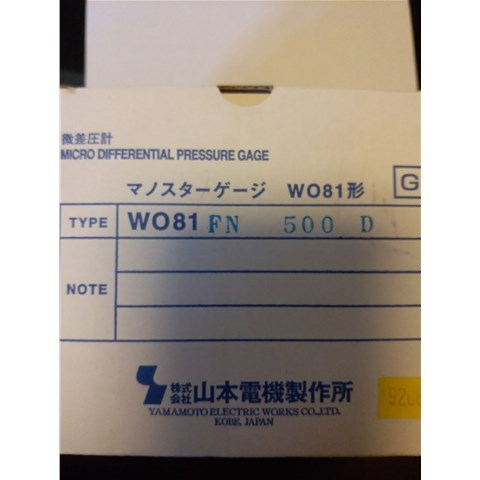 微差圧計
MICRO DIFFERENTIAL PRESSURE GAGE
マノスターゲージ WO81形
G
TYPE WO81 FN 500 D
NOTE
株式会社 山本電機製作所
YAMAMOTO ELECTRIC WORKS CO.,LTD.
KOBE, JAPAN